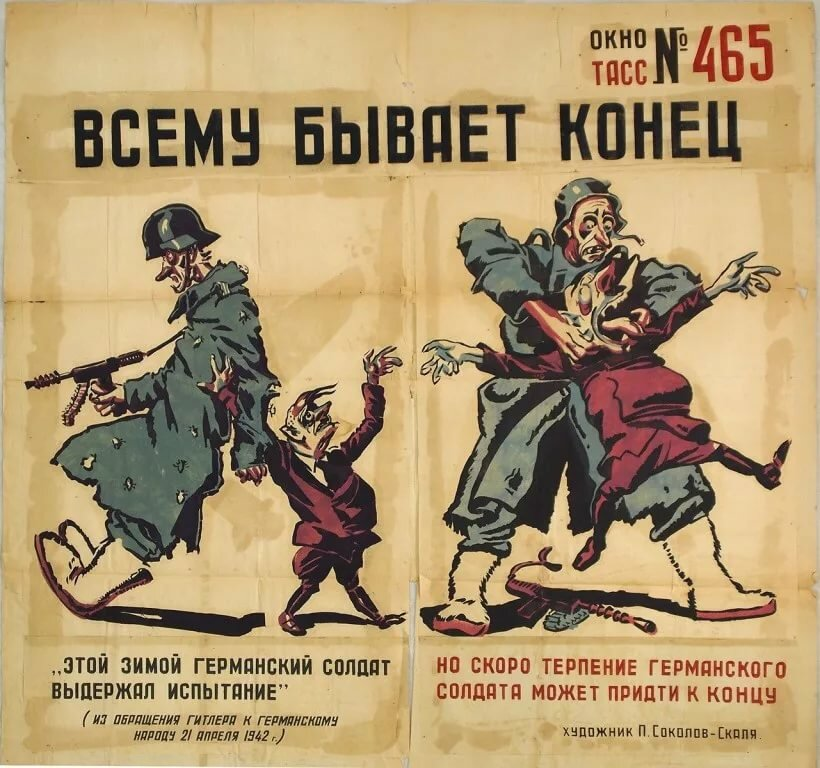 ОКНО ТАСС № 465
ВСЕМУ БЫВАЕТ КОНЕЦ
„ЭТОЙ ЗИМОЙ ГЕРМАНСКИЙ СОЛДАТ
ВЫДЕРЖАЛ ИСПЫТАНИЕ"
(ИЗ ОБРАЩЕНИЯ ГИТЛЕРА К ГЕРМАНСКОМУ
НАРОДУ 21 АПРЕЛЯ 1942 г.)
НО СКОРО ТЕРПЕНИЕ ГЕРМАНСКОГО
СОЛДАТА МОЖЕТ ПРИДТИ К КОНЦУ
ХУДОЖНИК П. СОКОЛОВ-СКАЛЯ.